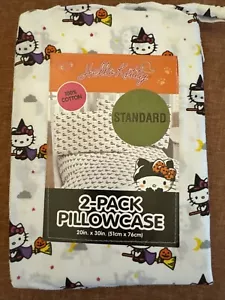 Hello Kitty
100% COTTON
STANDARD
2-PACK
PILLOWCASE
20in. x 30in. (51cm x 76cm)